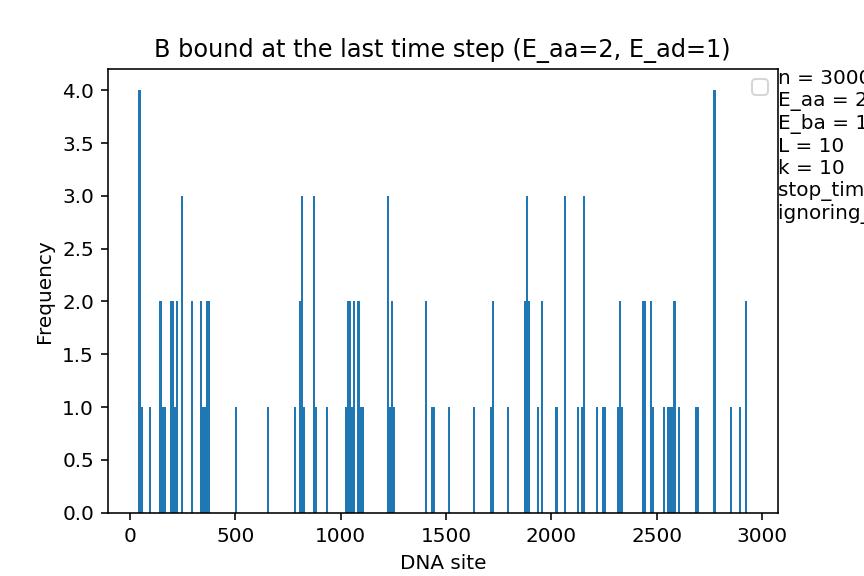 B bound at the last time step (E_aa=2, E_ad=1)
n = 3000
E_aa = 2
E_ba = 1
L = 10
k = 10
stop_tim
ignoring_
4.0
3.5
3.0
2.5
2.0
1.5
1.0
0.5
0.0
Frequency
0 500 1000 1500 2000 2500 3000
DNA site